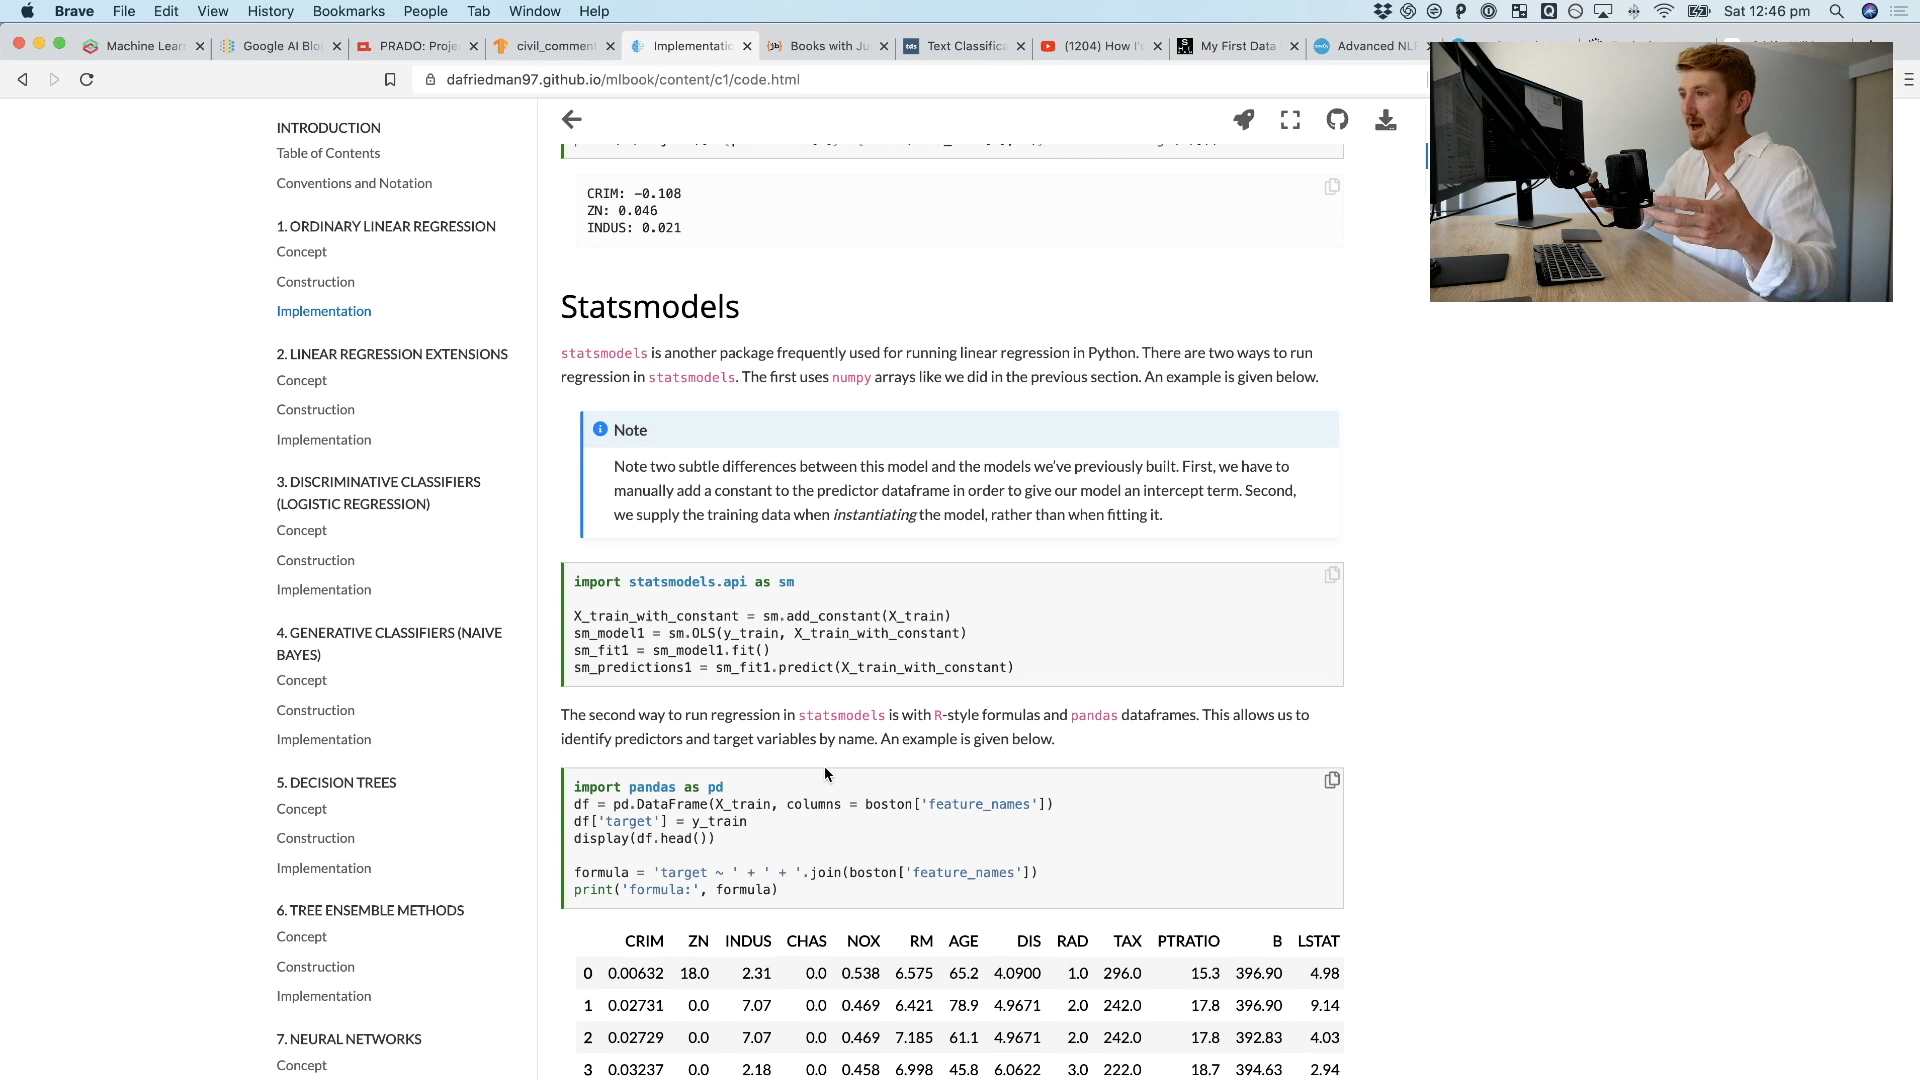 Brave File Edit View History Bookmarks People Tab Window Help
Sat 12:46 pm
Machine Lear
Google AI Blo
PRADO: Proje
civil_comment
Implementatio
Books with Ju
Text Classifica
(1204) How I'
My First Data
Advanced NL
dafriedman97.github.io/mlbook/content/c1/code.html
INTRODUCTION
Table of Contents
Conventions and Notation
1. ORDINARY LINEAR REGRESSION
Concept
Construction
Implementation
2. LINEAR REGRESSION EXTENSIONS
Concept
Construction
Implementation
3. DISCRIMINATIVE CLASSIFIERS
(LOGISTIC REGRESSION)
Concept
Construction
Implementation
4. GENERATIVE CLASSIFIERS (NAIVE
BAYES)
Concept
Construction
Implementation
5. DECISION TREES
Concept
Construction
Implementation
6. TREE ENSEMBLE METHODS
Concept
Construction
Implementation
7. NEURAL NETWORKS
Concept
CRIM: -0.108
ZN: 0.046
INDUS: 0.021
Statsmodels
statsmodels is another package frequently used for running linear regression in Python. There are two ways to run
regression in statsmodels. The first uses numpy arrays like we did in the previous section. An example is given below.
Note
Note two subtle differences between this model and the models we've previously built. First, we have to
manually add a constant to the predictor dataframe in order to give our model an intercept term. Second,
we supply the training data when instantiating the model, rather than when fitting it.
import statsmodels.api as sm
X_train_with_constant = sm.add_constant(X_train)
sm_model1 = sm.OLS(y_train, X_train_with_constant)
sm_fit1 = sm_model1.fit()
sm_predictions1 = sm_fit1.predict(X_train_with_constant)
The second way to run regression in statsmodels is with R-style formulas and pandas dataframes. This allows us to
identify predictors and target variables by name. An example is given below.
import pandas as pd
df = pd.DataFrame(X_train, columns = boston['feature_names'])
df['target'] = y_train
display(df.head())
formula = 'target ~ ' + ' + '.join(boston['feature_names'])
print('formula:', formula)
CRIM ZN INDUS CHAS NOX RM AGE DIS RAD TAX PTRATIO B LSTAT
0 0.00632 18.0 2.31 0.0 0.538 6.575 65.2 4.0900 1.0 296.0 15.3 396.90 4.98
1 0.02731 0.0 7.07 0.0 0.469 6.421 78.9 4.9671 2.0 242.0 17.8 396.90 9.14
2 0.02729 0.0 7.07 0.0 0.469 7.185 61.1 4.9671 2.0 242.0 17.8 392.83 4.03
3 0.03237 0.0 2.18 0.0 0.458 6.998 45.8 6.0622 3.0 222.0 18.7 394.63 2.94